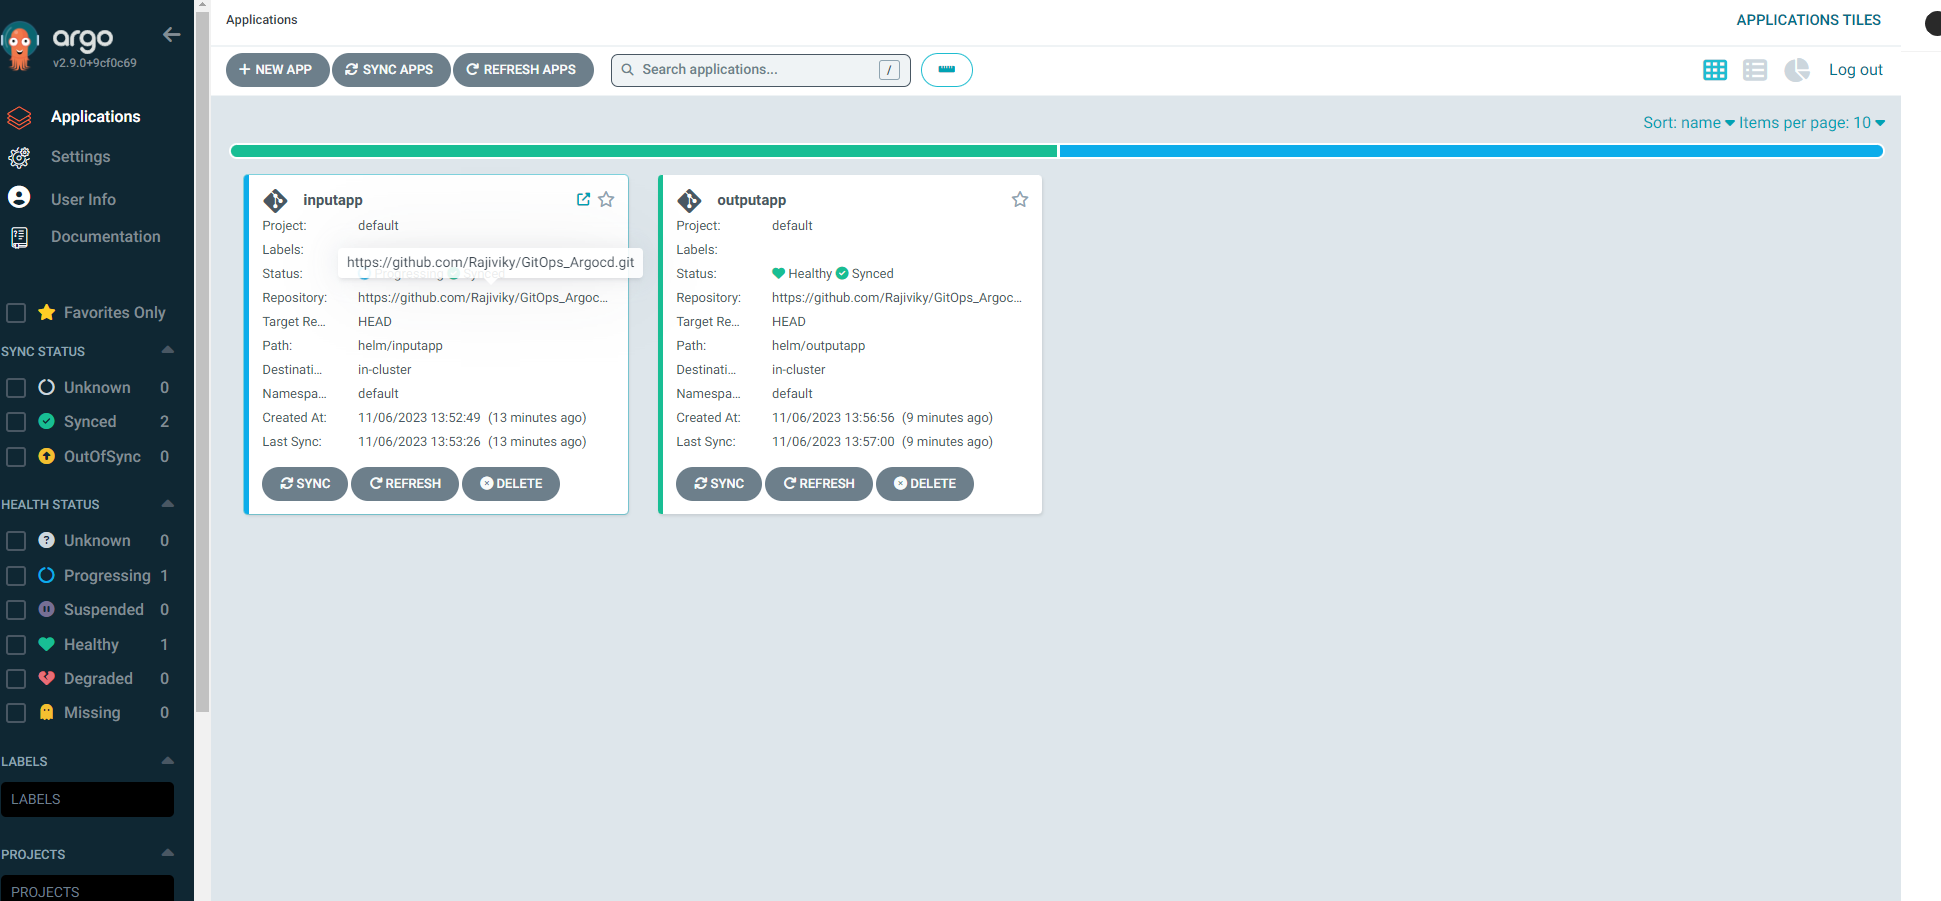 argo
v2.9.0+9cf0c69
Applications
Settings
User Info
Documentation
Favorites Only
SYNC STATUS
Unknown 0
Synced 2
OutOfSync 0
HEALTH STATUS
Unknown 0
Progressing 1
Suspended 0
Healthy 1
Degraded 0
Missing 0
LABELS
LABELS
PROJECTS
PROJECTS
Applications
APPLICATIONS TILES
NEW APP
SYNC APPS
REFRESH APPS
Search applications...
/
Log out
Sort: name Items per page: 10
inputapp
Project: default
Labels:
https://github.com/Rajiviky/GitOps_Argocd.git
Status: Progressing Synced
Repository: https://github.com/Rajiviky/GitOps_Argoc...
Target Re... HEAD
Path: helm/inputapp
Destinati... in-cluster
Namespa... default
Created At: 11/06/2023 13:52:49 (13 minutes ago)
Last Sync: 11/06/2023 13:53:26 (13 minutes ago)
SYNC REFRESH DELETE
outputapp
Project: default
Labels:
Status: Healthy Synced
Repository: https://github.com/Rajiviky/GitOps_Argoc...
Target Re... HEAD
Path: helm/outputapp
Destinati... in-cluster
Namespa... default
Created At: 11/06/2023 13:56:56 (9 minutes ago)
Last Sync: 11/06/2023 13:57:00 (9 minutes ago)
SYNC REFRESH DELETE